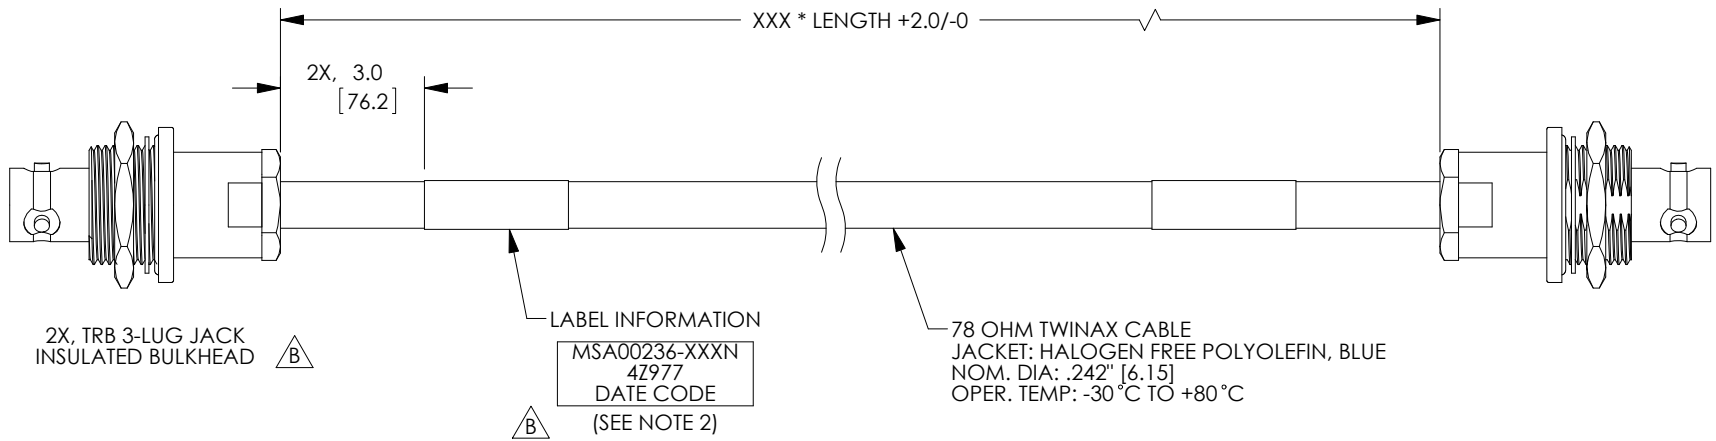 XXX * LENGTH +2.0/-0
2X, 3.0
[76.2]
2X, TRB 3-LUG JACK
INSULATED BULKHEAD
B
LABEL INFORMATION
MSA00236-XXXN
4Z977
DATE CODE
(SEE NOTE 2)
B
78 OHM TWINAX CABLE
JACKET: HALOGEN FREE POLYOLEFIN, BLUE
NOM. DIA: .242" [6.15]
OPER. TEMP: -30°C TO +80°C